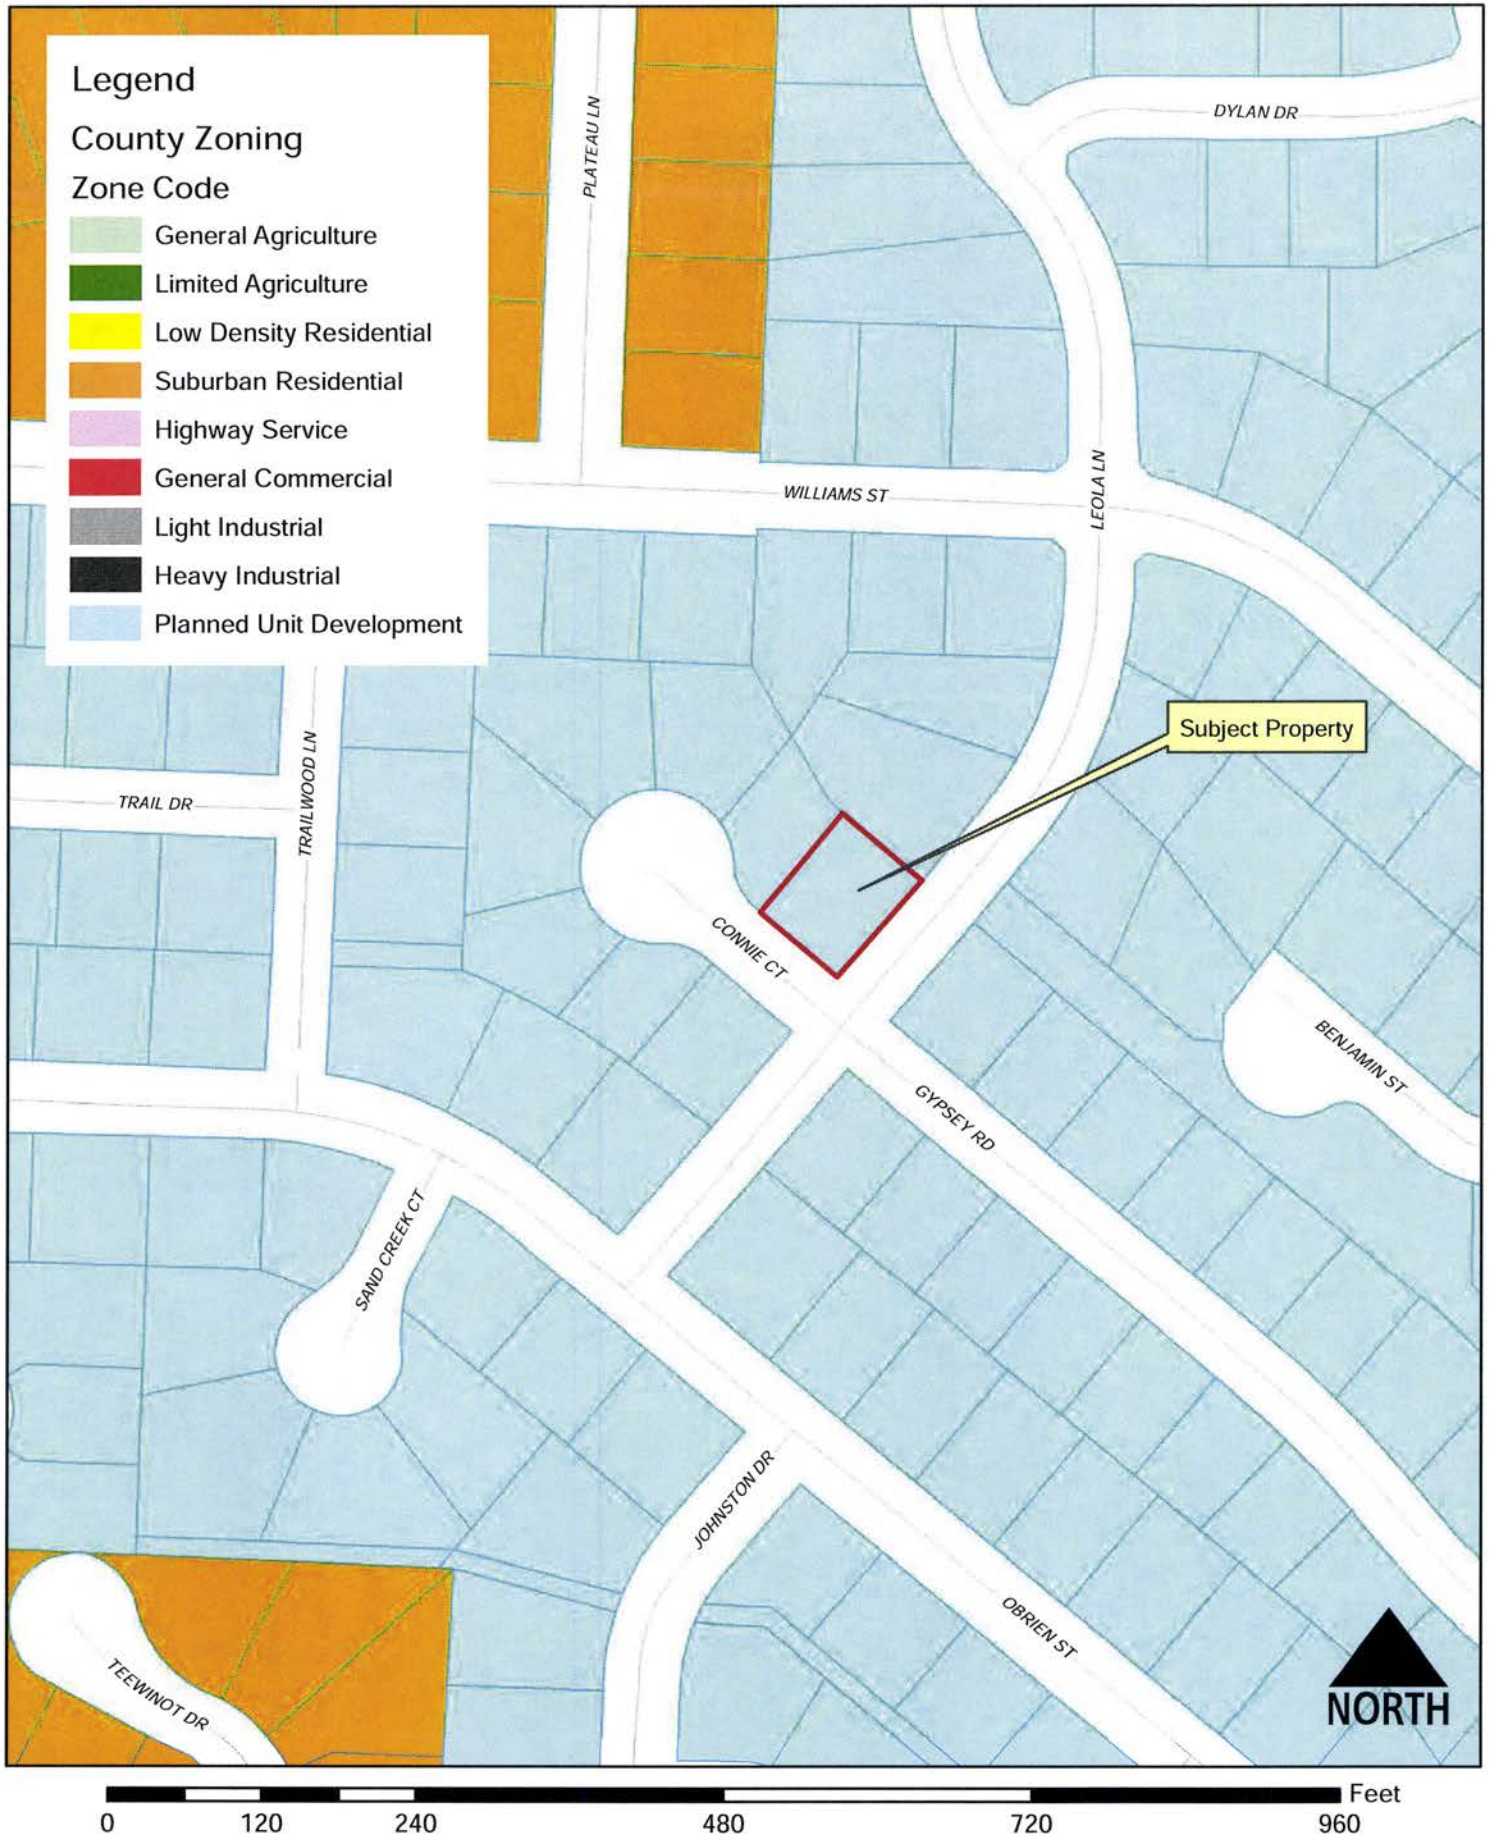 Legend
County Zoning
Zone Code
General Agriculture
Limited Agriculture
Low Density Residential
Suburban Residential
Highway Service
General Commercial
Light Industrial
Heavy Industrial
Planned Unit Development
PLATEAU LN
DYLAN DR
WILLIAMS ST
LEOLA LN
Subject Property
TRAIL DR
TRAILWOOD LN
CONNIE CT
BENJAMIN ST
GYPSEY RD
SAND CREEK CT
JOHNSTON DR
OBRIEN ST
TEEWINOT DR
NORTH
Feet
0 120 240 480 720 960